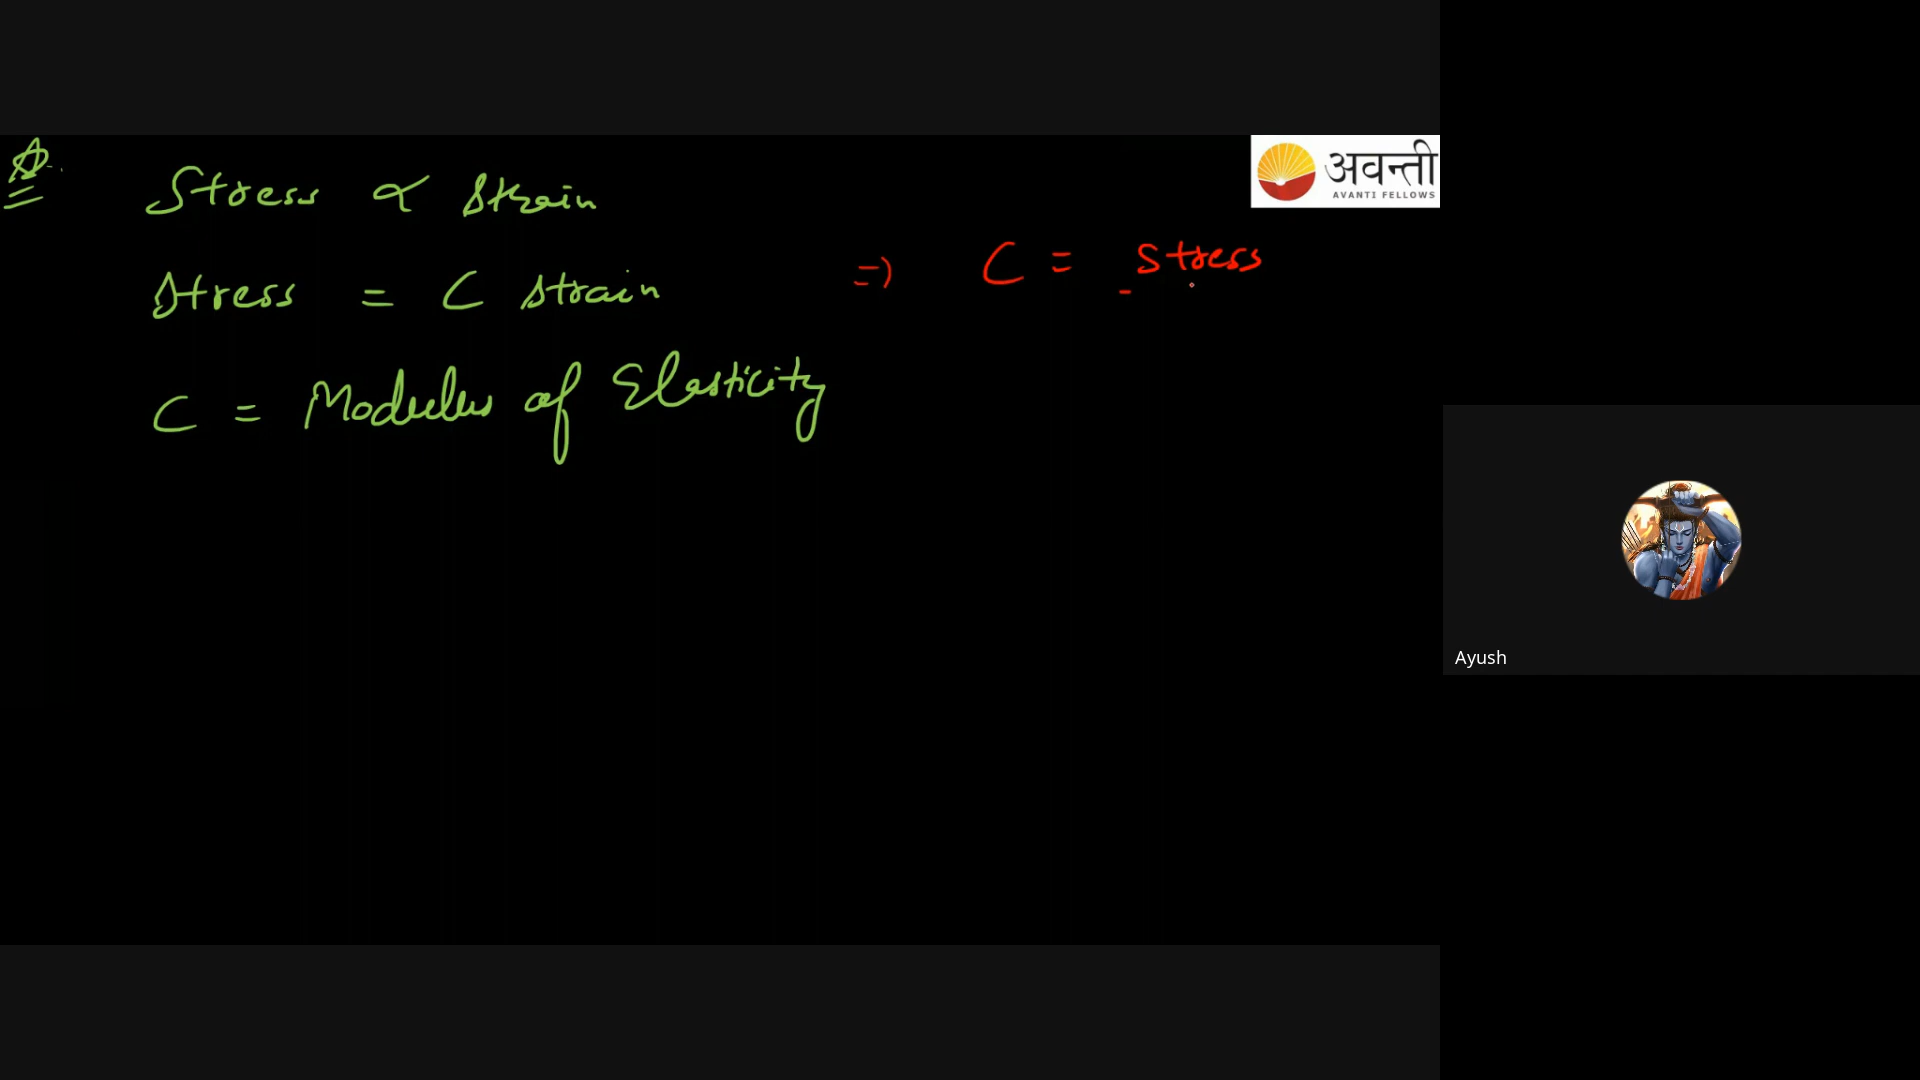 Stress ∝ Strain
Stress = C Strain => C = Stress
C = Modulus of Elasticity
अवन्ती
AVANTI FELLOWS
Ayush